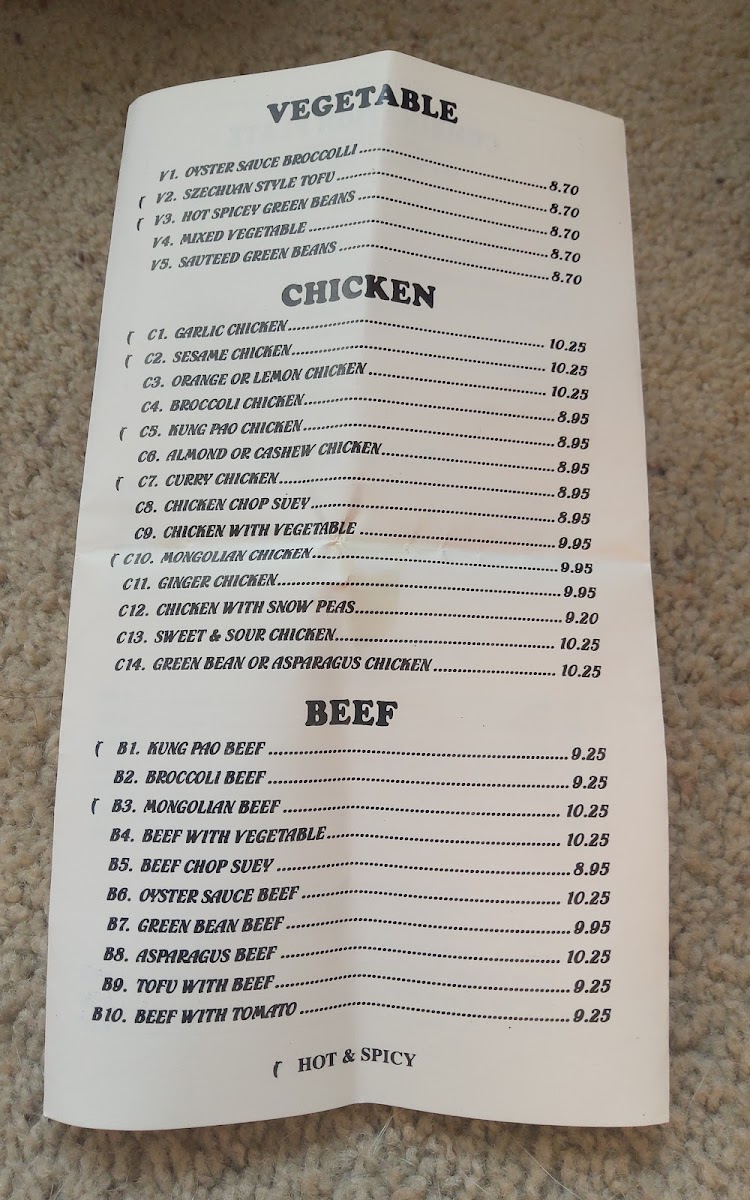 VEGETABLE
V1. OYSTER SAUCE BROCCOLLI ........ 8.70
V2. SZECHUAN STYLE TOFU ........ 8.70
V3. HOT SPICEY GREEN BEANS ........ 8.70
V4. MIXED VEGETABLE ........ 8.70
V5. SAUTEED GREEN BEANS ........ 8.70
CHICKEN
C1. GARLIC CHICKEN ........ 10.25
C2. SESAME CHICKEN ........ 10.25
C3. ORANGE OR LEMON CHICKEN ........ 10.25
C4. BROCCOLI CHICKEN ........ 8.95
C5. KUNG PAO CHICKEN ........ 8.95
C6. ALMOND OR CASHEW CHICKEN ........ 8.95
C7. CURRY CHICKEN ........ 8.95
C8. CHICKEN CHOP SUEY ........ 8.95
C9. CHICKEN WITH VEGETABLE ........ 9.95
C10. MONGOLIAN CHICKEN ........ 9.95
C11. GINGER CHICKEN ........ 9.95
C12. CHICKEN WITH SNOW PEAS ........ 9.20
C13. SWEET & SOUR CHICKEN ........ 10.25
C14. GREEN BEAN OR ASPARAGUS CHICKEN ........ 10.25
BEEF
B1. KUNG PAO BEEF ........ 9.25
B2. BROCCOLI BEEF ........ 9.25
B3. MONGOLIAN BEEF ........ 10.25
B4. BEEF WITH VEGETABLE ........ 10.25
B5. BEEF CHOP SUEY ........ 8.95
B6. OYSTER SAUCE BEEF ........ 10.25
B7. GREEN BEAN BEEF ........ 9.95
B8. ASPARAGUS BEEF ........ 10.25
B9. TOFU WITH BEEF ........ 9.25
B10. BEEF WITH TOMATO ........ 9.25
HOT & SPICY